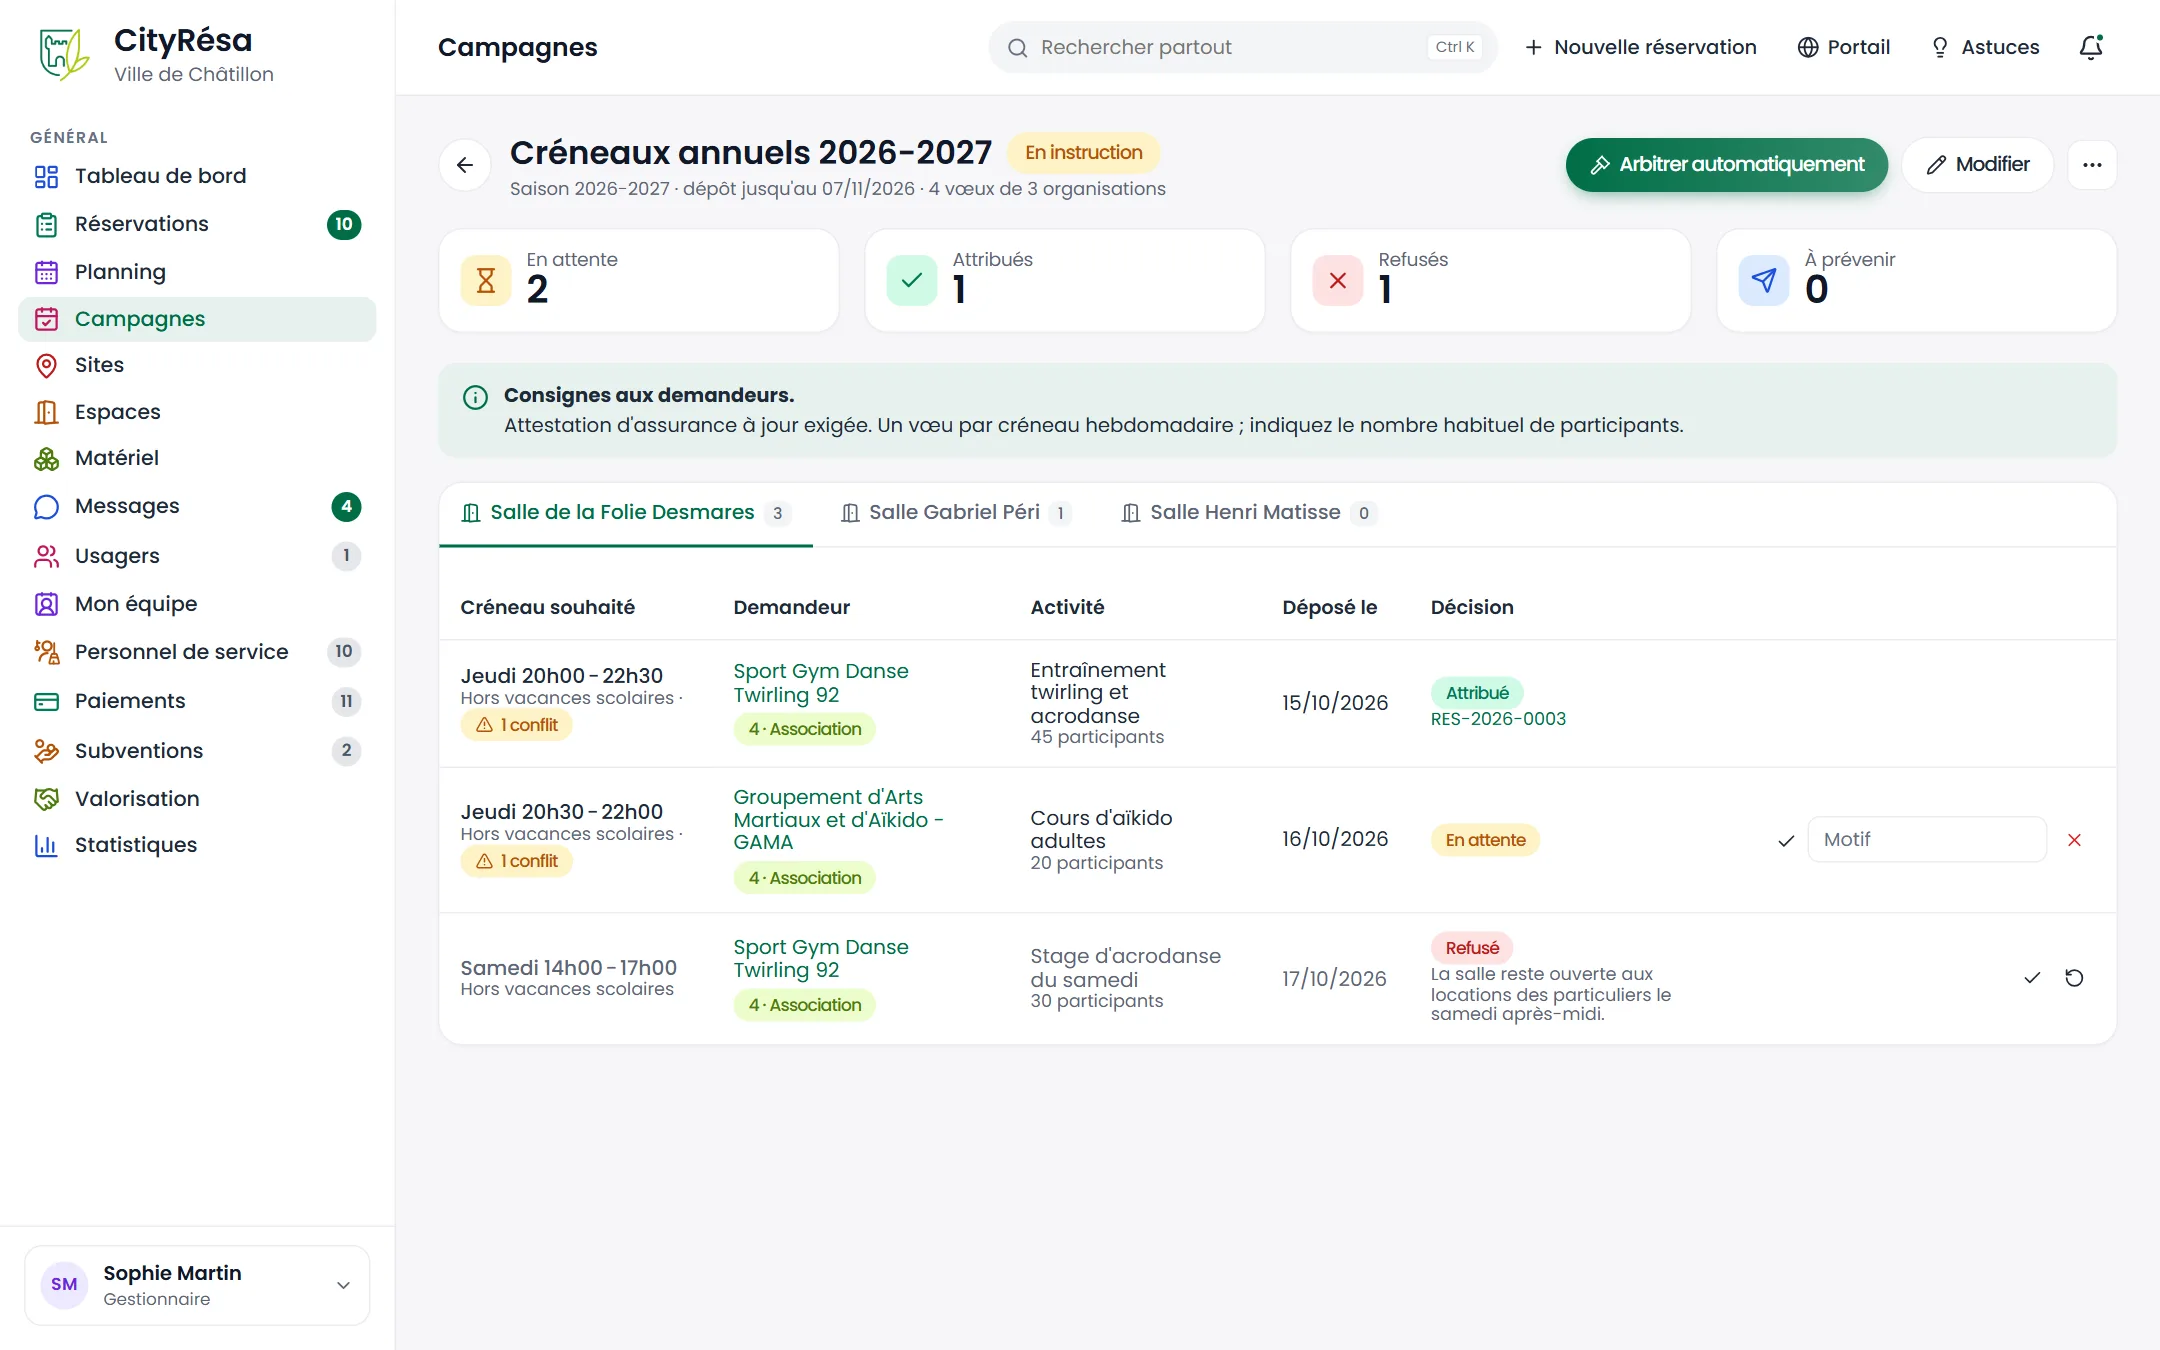 CityRésa
Ville de Châtillon
GÉNÉRAL
Tableau de bord
Réservations 10
Planning
Campagnes
Sites
Espaces
Matériel
Messages 4
Usagers 1
Mon équipe
Personnel de service 10
Paiements 11
Subventions 2
Valorisation
Statistiques
SM
Sophie Martin
Gestionnaire
Campagnes
Rechercher partout Ctrl K
Nouvelle réservation
Portail
Astuces
Créneaux annuels 2026-2027 En instruction
Saison 2026-2027 · dépôt jusqu'au 07/11/2026 · 4 vœux de 3 organisations
Arbitrer automatiquement
Modifier
En attente
2
Attribués
1
Refusés
1
À prévenir
0
Consignes aux demandeurs.
Attestation d'assurance à jour exigée. Un vœu par créneau hebdomadaire ; indiquez le nombre habituel de participants.
Salle de la Folie Desmares 3
Salle Gabriel Péri 1
Salle Henri Matisse 0
Créneau souhaité Demandeur Activité Déposé le Décision
Jeudi 20h00 - 22h30
Hors vacances scolaires ·
1 conflit
Sport Gym Danse
Twirling 92
4 · Association
Entraînement
twirling et
acrodanse
45 participants
15/10/2026
Attribué
RES-2026-0003
Jeudi 20h30 - 22h00
Hors vacances scolaires ·
1 conflit
Groupement d'Arts
Martiaux et d'Aïkido -
GAMA
4 · Association
Cours d'aïkido
adultes
20 participants
16/10/2026
En attente
Motif
Samedi 14h00 - 17h00
Hors vacances scolaires
Sport Gym Danse
Twirling 92
4 · Association
Stage d'acrodanse
du samedi
30 participants
17/10/2026
Refusé
La salle reste ouverte aux
locations des particuliers le
samedi après-midi.